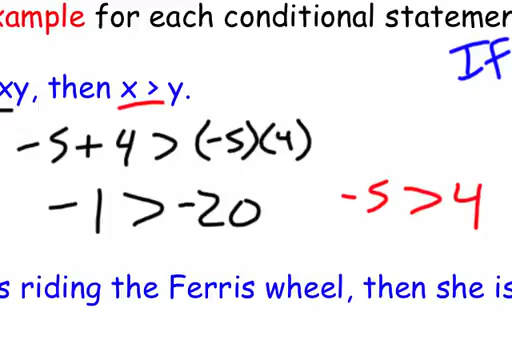 xample for each conditional statemen
If
xy, then x > y.
-5 + 4 > (-5)(4)
-1 > -20
-5 > 4
s riding the Ferris wheel, then she is